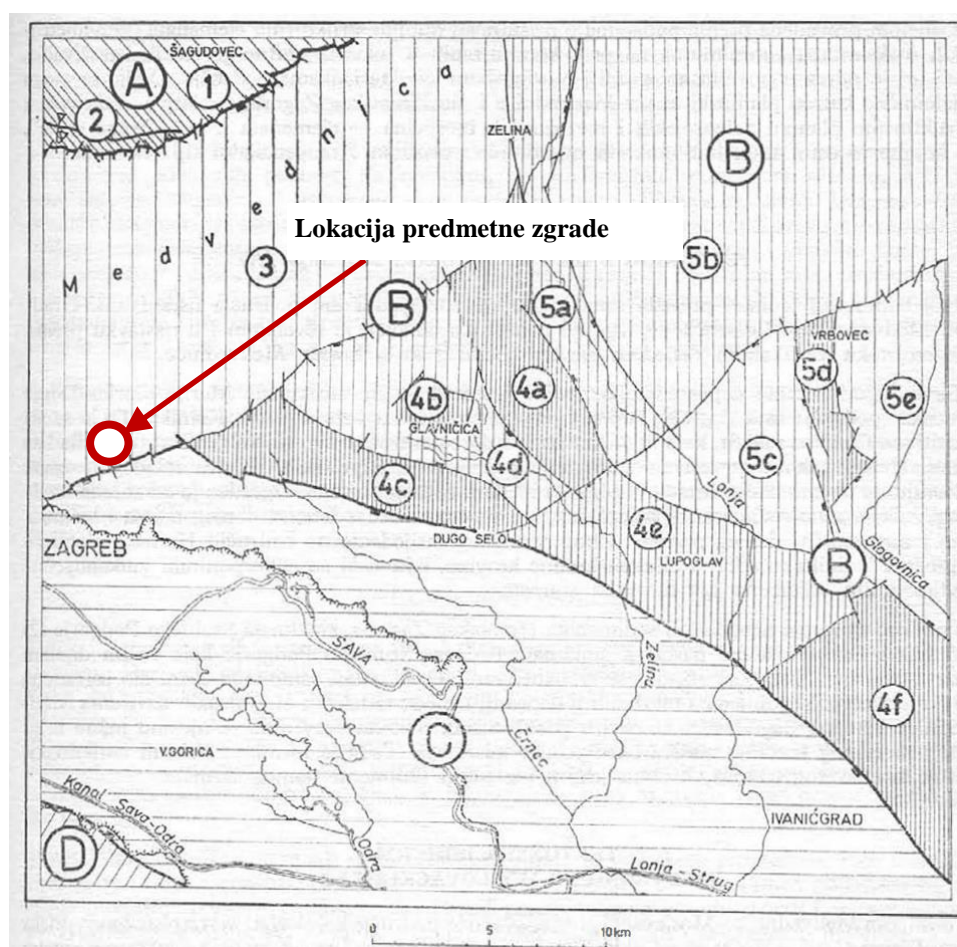 ŠAGUDOVEC
A
1
2
Medvednica
ZELINA
B
Lokacija predmetne zgrade
3
B
5a
5b
VRBOVEC
5d
5e
4a
4b
GLAVNIČICA
4d
4c
5c
Lonja
DUGO SELO
4e
LUPOGLAV
B
Glogovnica
ZAGREB
SAVA
Zelina
4f
C
Črnec
V.GORICA
Kanal Sava-Odra
Odra
IVANIĆGRAD
D
Lonja-Strug
0 5 10km